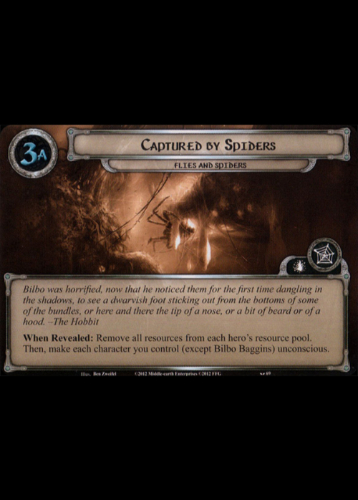 3A
CAPTURED BY SPIDERS
FLIES AND SPIDERS
Bilbo was horrified, now that he noticed them for the first time dangling in
the shadows, to see a dwarvish foot sticking out from the bottoms of some
of the bundles, or here and there the tip of a nose, or a bit of beard or of a
hood. –The Hobbit
When Revealed: Remove all resources from each hero's resource pool.
Then, make each character you control (except Bilbo Baggins) unconscious.
Illus. Ben Zweifel
©2012 Middle-earth Enterprises ©2012 FFG